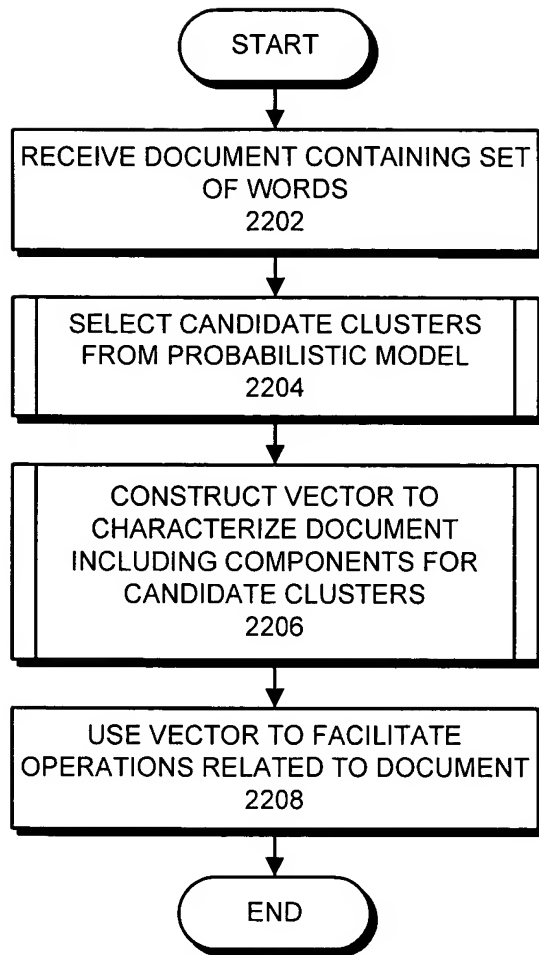 START
RECEIVE DOCUMENT CONTAINING SET
OF WORDS
2202
SELECT CANDIDATE CLUSTERS
FROM PROBABILISTIC MODEL
2204
CONSTRUCT VECTOR TO
CHARACTERIZE DOCUMENT
INCLUDING COMPONENTS FOR
CANDIDATE CLUSTERS
2206
USE VECTOR TO FACILITATE
OPERATIONS RELATED TO DOCUMENT
2208
END